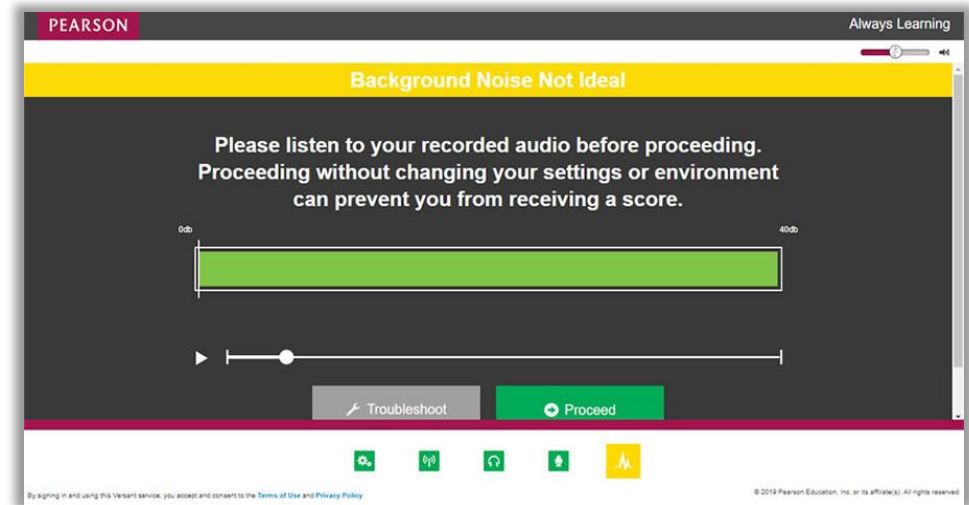 PEARSON
Always Learning
Background Noise Not Ideal
Please listen to your recorded audio before proceeding.
Proceeding without changing your settings or environment
can prevent you from receiving a score.
0db
40db
Troubleshoot
Proceed
By signing in and using this Versant service, you accept and consent to the Terms of Use and Privacy Policy
© 2019 Pearson Education, Inc. or its affiliate(s). All rights reserved.